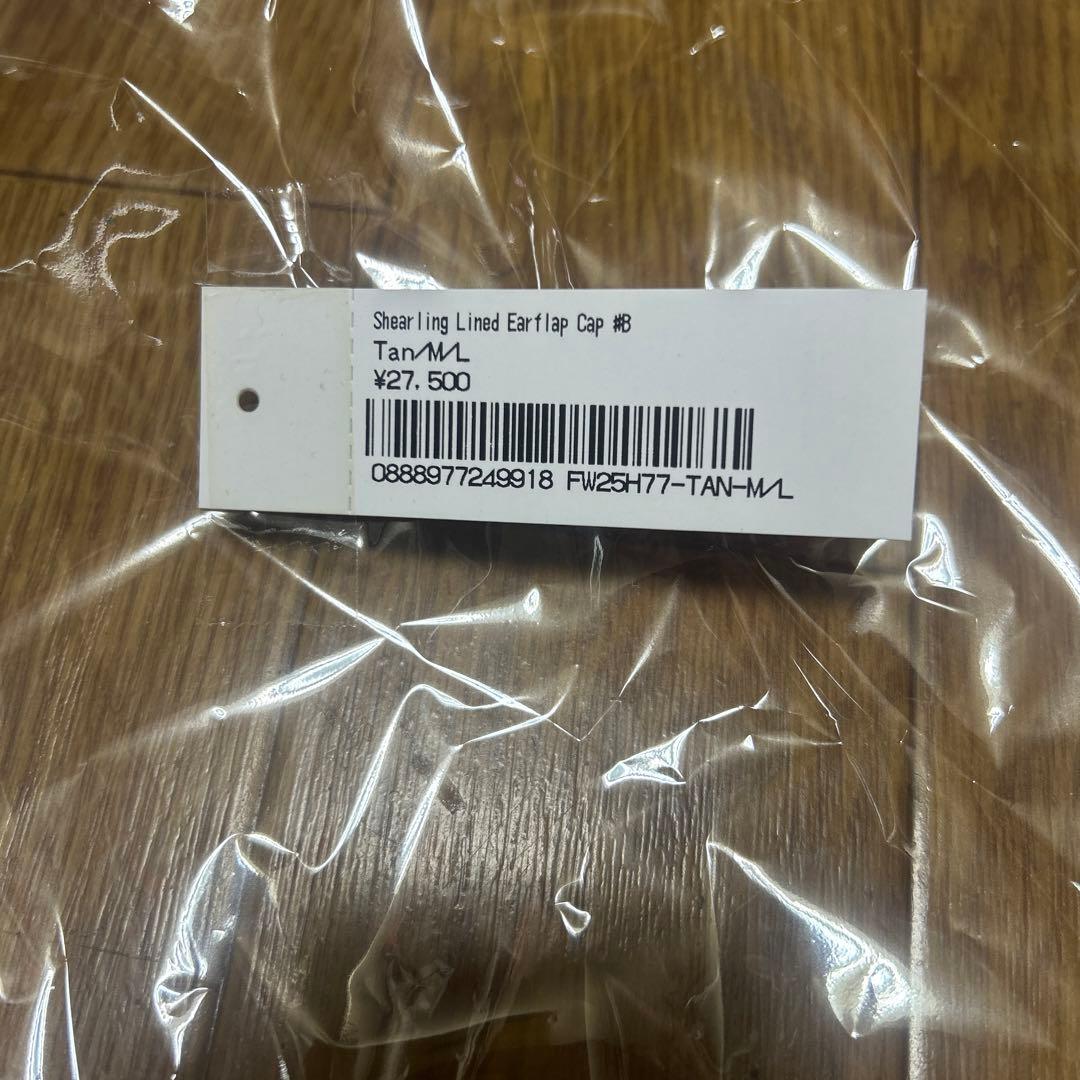 Shearling Lined Earflap Cap #B
Tan/M/L
¥27,500
0888977249918 FW25H77-TAN-M/L